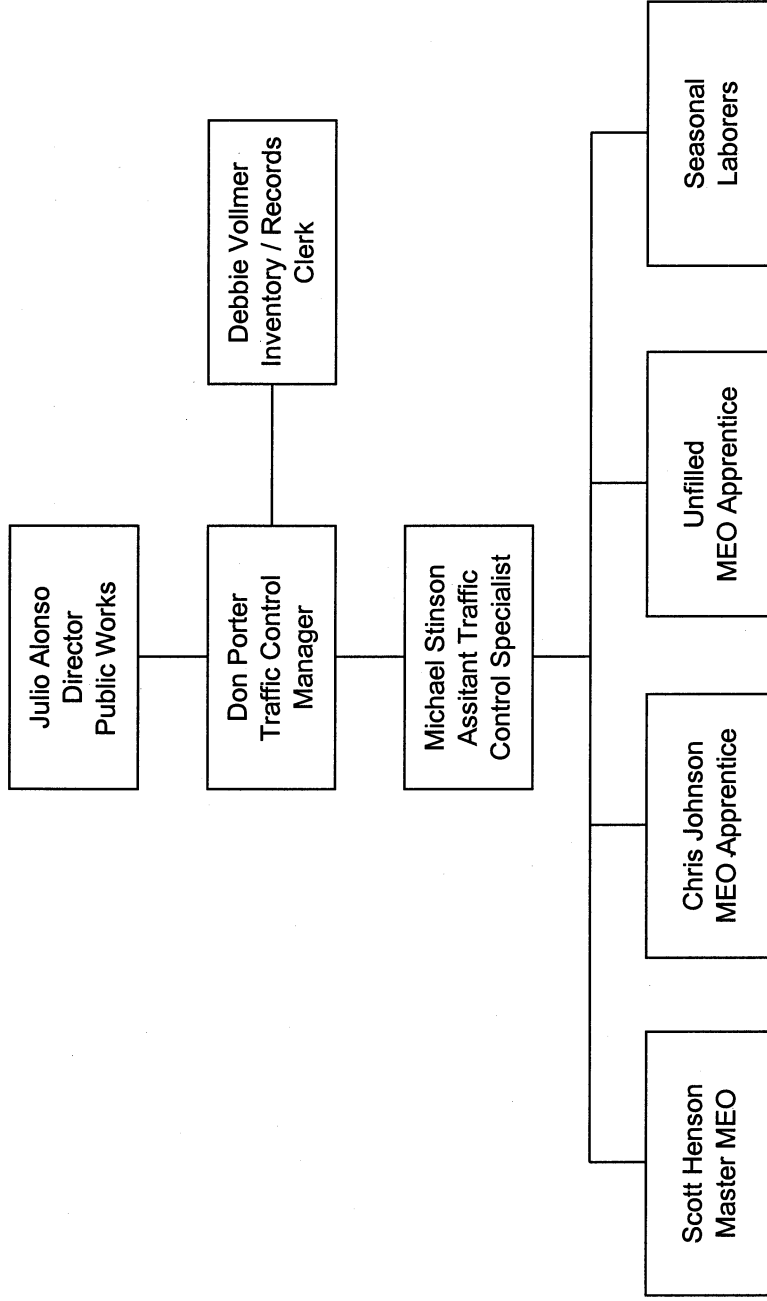 Julio Alonso
Director
Public Works
Don Porter
Traffic Control
Manager
Debbie Vollmer
Inventory / Records
Clerk
Michael Stinson
Assitant Traffic
Control Specialist
Scott Henson
Master MEO
Chris Johnson
MEO Apprentice
Unfilled
MEO Apprentice
Seasonal
Laborers